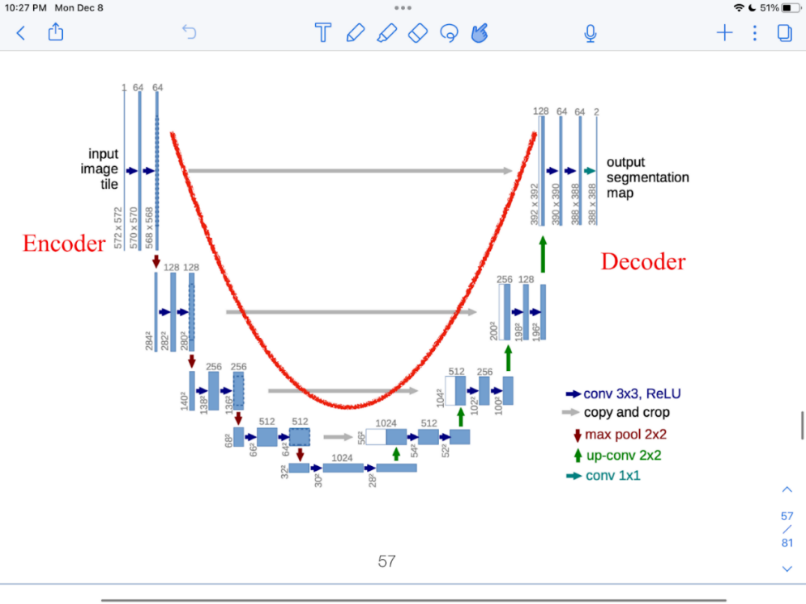 10:27 PM Mon Dec 8
51%
T
1 64 64
128 64 64 2
input
image
tile
output
segmentation
map
572 x 572
570 x 570
568 x 568
392 x 392
390 x 390
388 x 388
388 x 388
Encoder
Decoder
128 128
256 128
284²
282²
280²
200²
198²
196²
256 256
512 256
140²
138²
136²
104²
102²
100²
512 512
1024 512
68²
66²
64²
56²
54²
52²
1024
32²
30²
28²
conv 3x3, ReLU
copy and crop
max pool 2x2
up-conv 2x2
conv 1x1
57
/
81
57